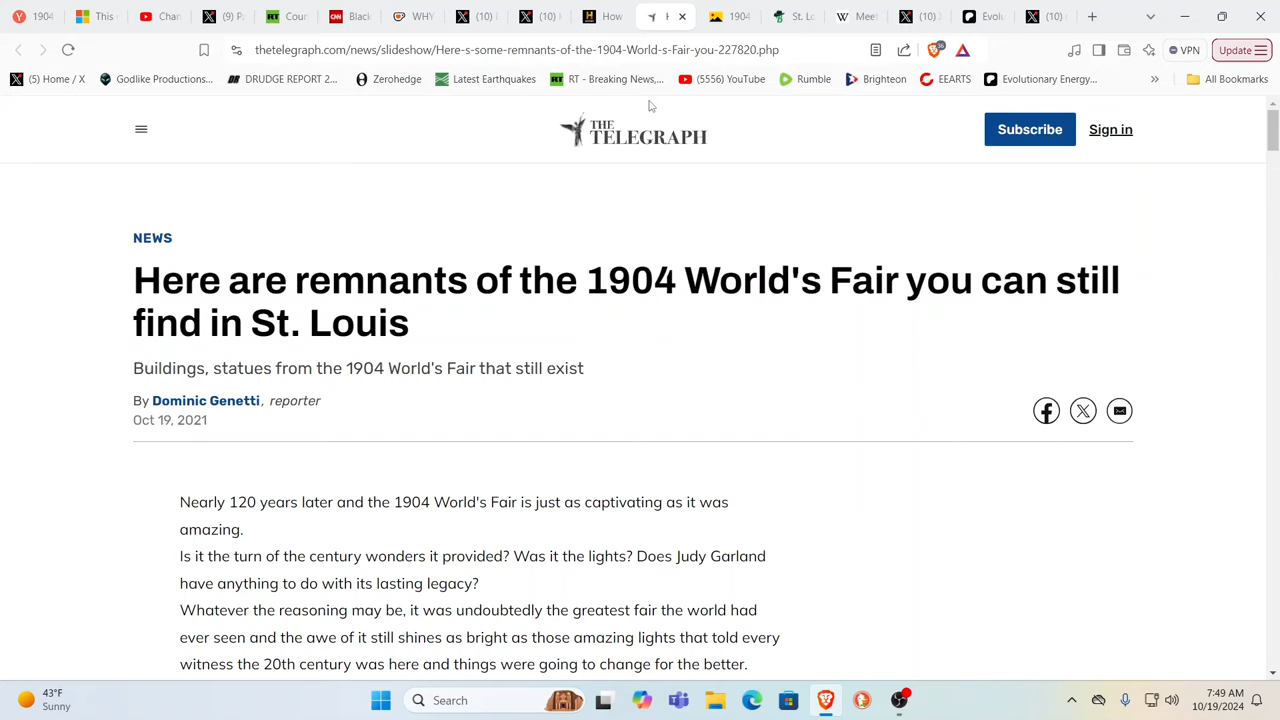 1904
This
Chan
(9) P
Coun
Black
WHY
(10)
(10)
How
1904
St. Lo
Meet
(10)
Evolu
(10)
thetelegraph.com/news/slideshow/Here-s-some-remnants-of-the-1904-World-s-Fair-you-227820.php
36
VPN
Update
(5) Home / X
Godlike Productions...
DRUDGE REPORT 2...
Zerohedge
Latest Earthquakes
RT - Breaking News,...
(5556) YouTube
Rumble
Brighteon
EEARTS
Evolutionary Energy...
All Bookmarks
THE
TELEGRAPH
Subscribe
Sign in
NEWS
Here are remnants of the 1904 World's Fair you can still
find in St. Louis
Buildings, statues from the 1904 World's Fair that still exist
By Dominic Genetti, reporter
Oct 19, 2021
Nearly 120 years later and the 1904 World's Fair is just as captivating as it was
amazing.
Is it the turn of the century wonders it provided? Was it the lights? Does Judy Garland
have anything to do with its lasting legacy?
Whatever the reasoning may be, it was undoubtedly the greatest fair the world had
ever seen and the awe of it still shines as bright as those amazing lights that told every
witness the 20th century was here and things were going to change for the better.
43°F
Sunny
Search
7:49 AM
10/19/2024